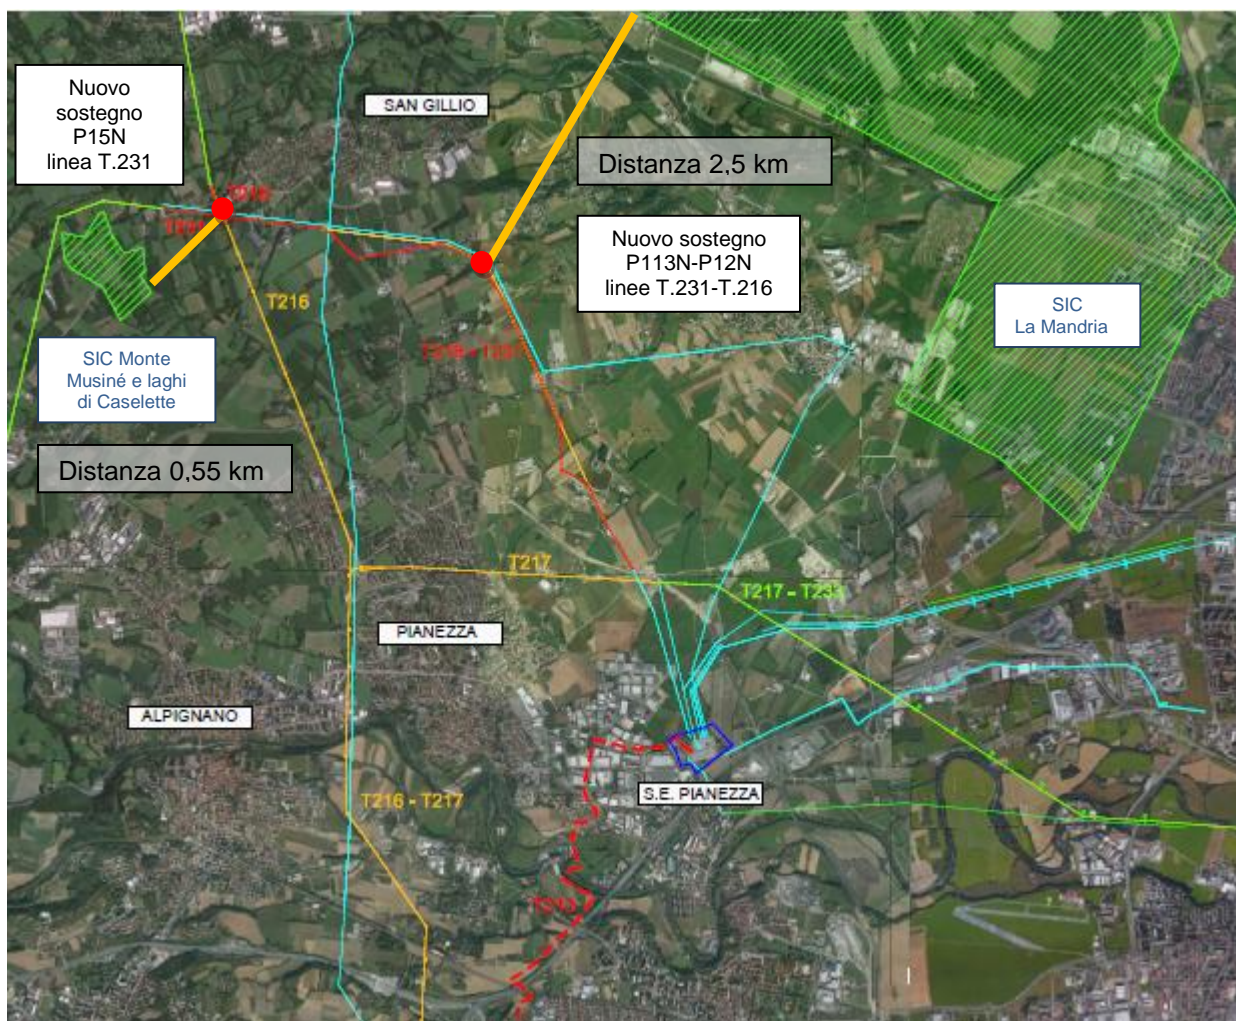 Nuovo
sostegno
P15N
linea T.231
SAN GILLIO
Distanza 2,5 km
Nuovo sostegno
P113N-P12N
linee T.231-T.216
SIC
La Mandria
T216
SIC Monte
Musiné e laghi
di Caselette
Distanza 0,55 km
T217
PIANEZZA
ALPIGNANO
S.E. PIANEZZA
T216 - T217